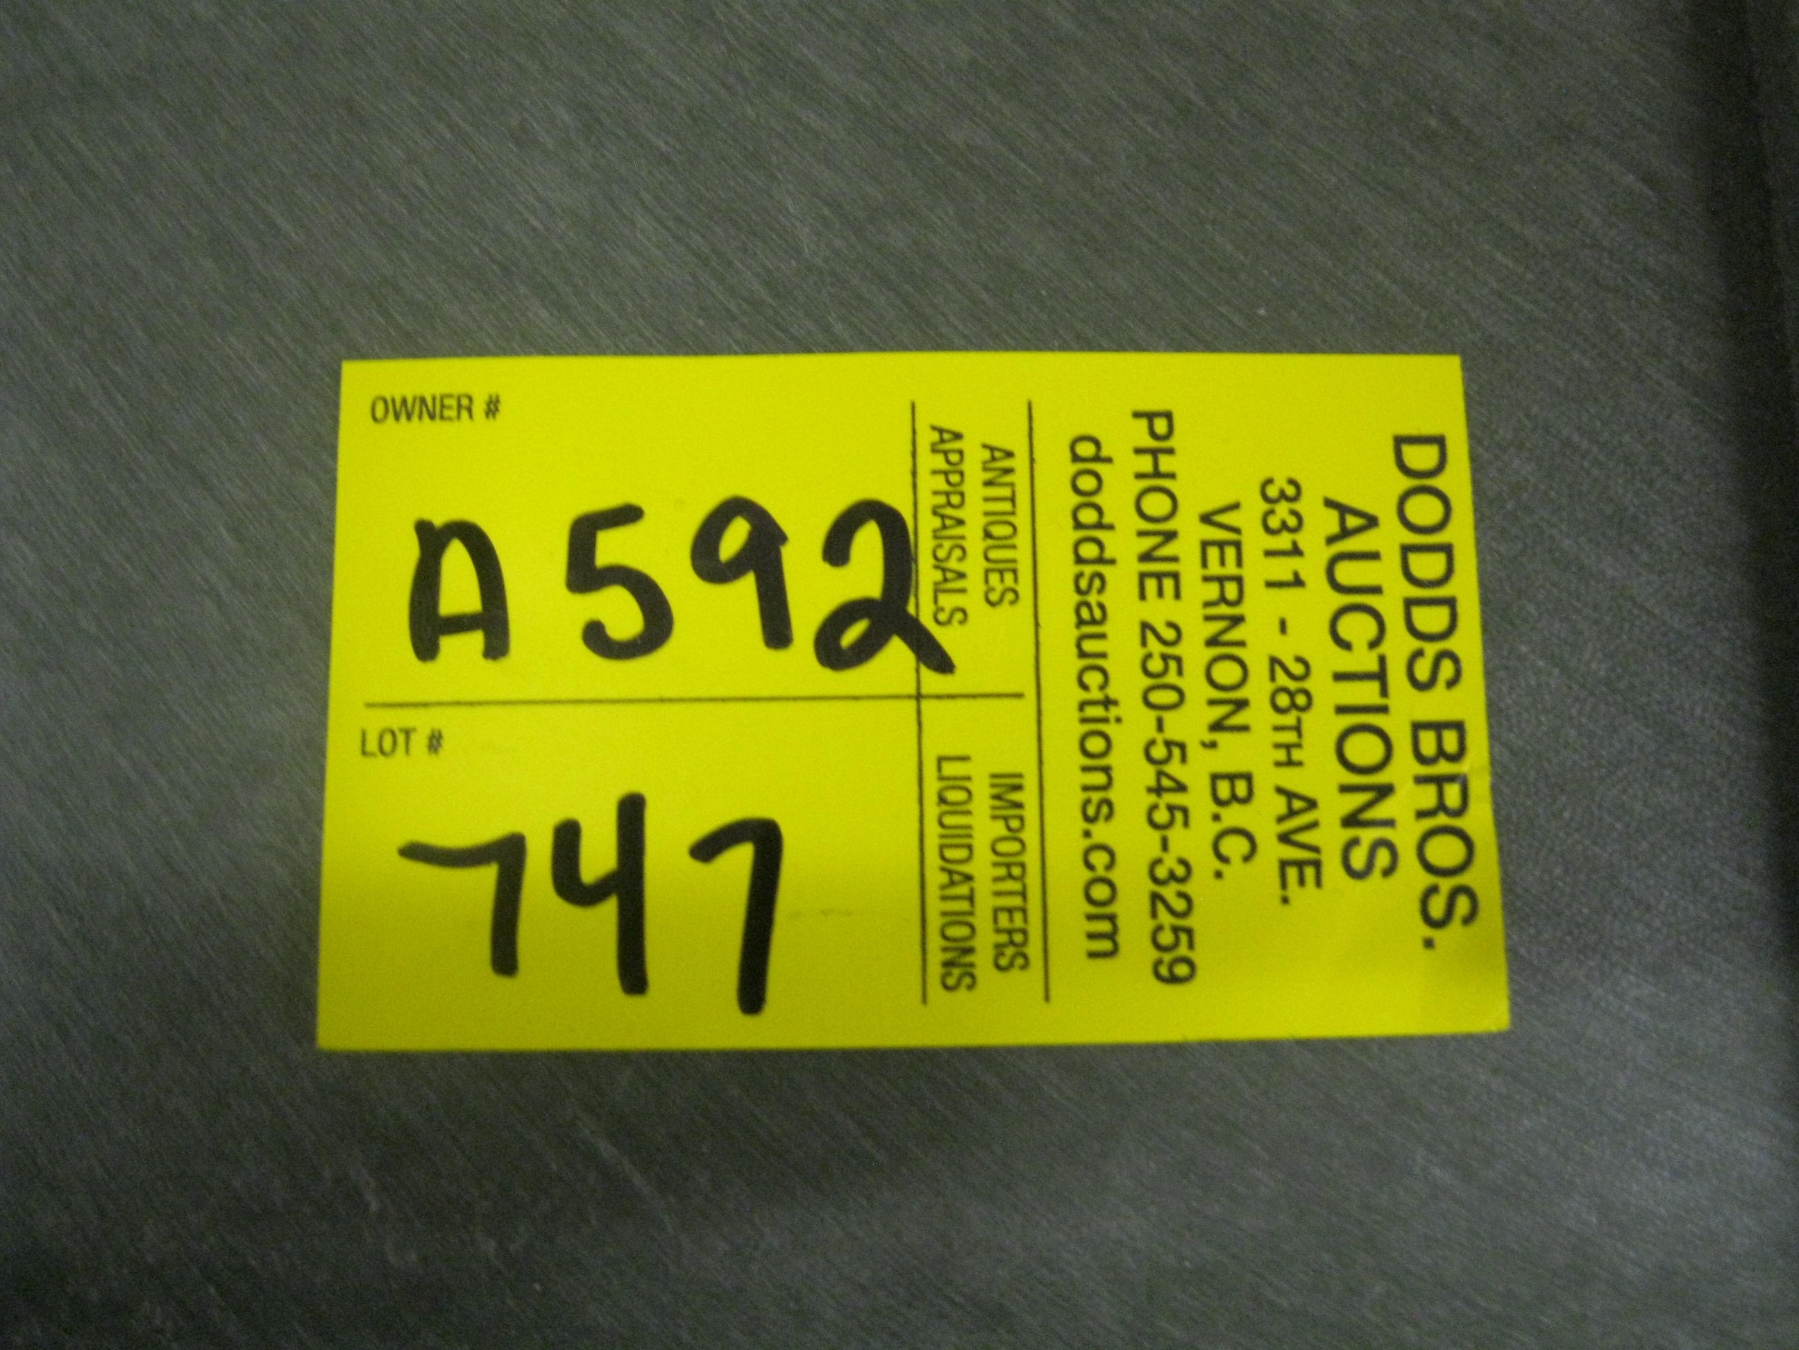 OWNER #
A592
LOT #
747
DODDS BROS.
AUCTIONS
3311 - 28TH AVE.
VERNON, B.C.
PHONE 250-545-3259
doddsauctions.com
ANTIQUES IMPORTERS
APPRAISALS LIQUIDATIONS